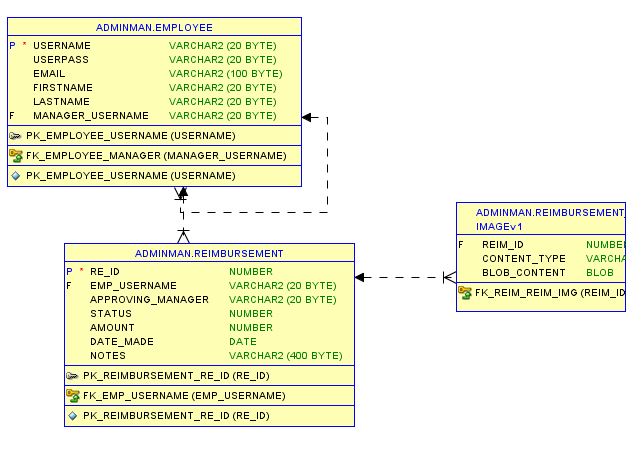 ADMINMAN.EMPLOYEE
P * USERNAME VARCHAR2 (20 BYTE)
USERPASS VARCHAR2 (20 BYTE)
EMAIL VARCHAR2 (100 BYTE)
FIRSTNAME VARCHAR2 (20 BYTE)
LASTNAME VARCHAR2 (20 BYTE)
F MANAGER_USERNAME VARCHAR2 (20 BYTE)
PK_EMPLOYEE_USERNAME (USERNAME)
FK_EMPLOYEE_MANAGER (MANAGER_USERNAME)
PK_EMPLOYEE_USERNAME (USERNAME)
ADMINMAN.REIMBURSEMENT
P * RE_ID NUMBER
F EMP_USERNAME VARCHAR2 (20 BYTE)
APPROVING_MANAGER VARCHAR2 (20 BYTE)
STATUS NUMBER
AMOUNT NUMBER
DATE_MADE DATE
NOTES VARCHAR2 (400 BYTE)
PK_REIMBURSEMENT_RE_ID (RE_ID)
FK_EMP_USERNAME (EMP_USERNAME)
PK_REIMBURSEMENT_RE_ID (RE_ID)
ADMINMAN.REIMBURSEMENT_
IMAGEv1
F REIM_ID NUMBE
CONTENT_TYPE VARCHA
BLOB_CONTENT BLOB
FK_REIM_REIM_IMG (REIM_ID